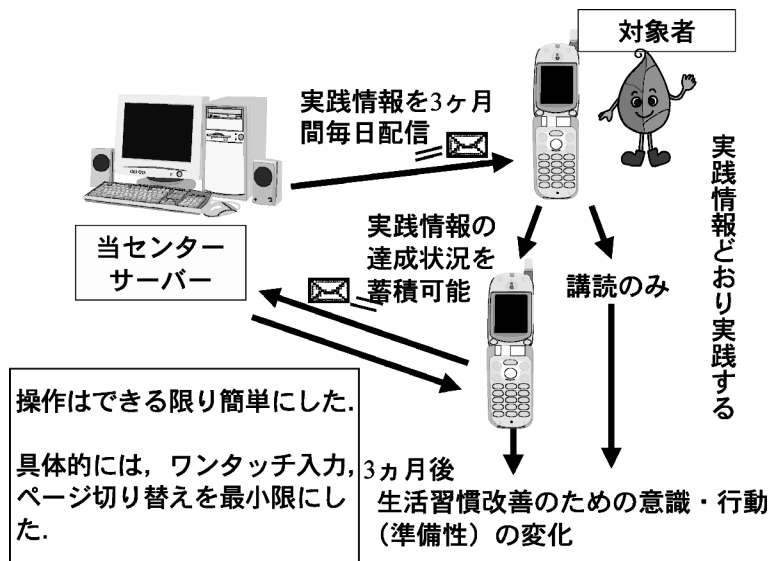 対象者
実践情報を3ヶ月
間毎日配信
実践情報どおり実践する
当センター
サーバー
実践情報の
達成状況を
蓄積可能
講読のみ
操作はできる限り簡単にした.
具体的には，ワンタッチ入力,
ページ切り替えを最小限にし
た.
3ヵ月後
生活習慣改善のための意識・行動
（準備性）の変化